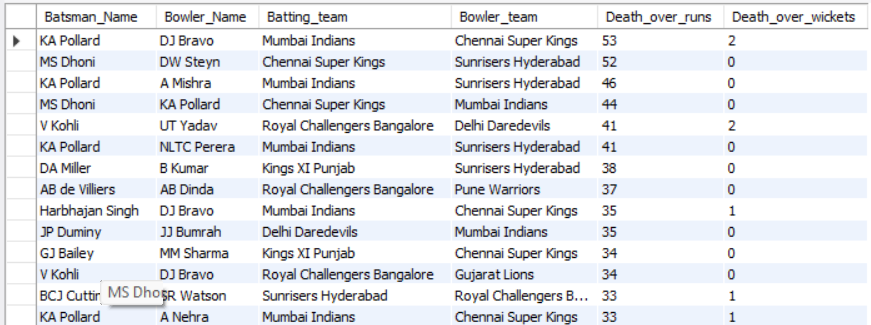 Batsman_Name Bowler_Name Batting_team Bowler_team Death_over_runs Death_over_wickets
KA Pollard DJ Bravo Mumbai Indians Chennai Super Kings 53 2
MS Dhoni DW Steyn Chennai Super Kings Sunrisers Hyderabad 52 0
KA Pollard A Mishra Mumbai Indians Sunrisers Hyderabad 46 0
MS Dhoni KA Pollard Chennai Super Kings Mumbai Indians 44 0
V Kohli UT Yadav Royal Challengers Bangalore Delhi Daredevils 41 2
KA Pollard NLTC Perera Mumbai Indians Sunrisers Hyderabad 41 0
DA Miller B Kumar Kings XI Punjab Sunrisers Hyderabad 38 0
AB de Villiers AB Dinda Royal Challengers Bangalore Pune Warriors 37 0
Harbhajan Singh DJ Bravo Mumbai Indians Chennai Super Kings 35 1
JP Duminy JJ Bumrah Delhi Daredevils Mumbai Indians 35 0
GJ Bailey MM Sharma Kings XI Punjab Chennai Super Kings 34 0
V Kohli DJ Bravo Royal Challengers Bangalore Gujarat Lions 34 0
BCJ Cuttin MS Dhon SR Watson Sunrisers Hyderabad Royal Challengers B... 33 1
KA Pollard A Nehra Mumbai Indians Chennai Super Kings 33 1